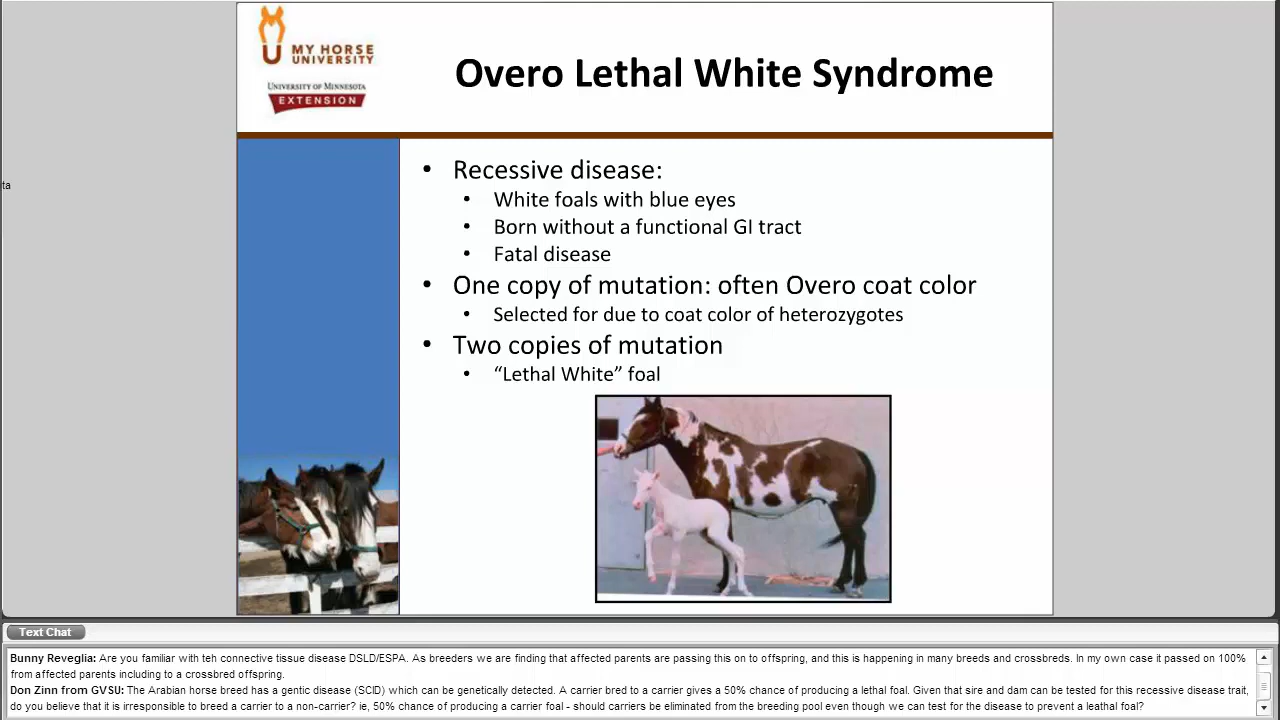 MY HORSE
UNIVERSITY
UNIVERSITY OF MINNESOTA
EXTENSION
Overo Lethal White Syndrome
ta
• Recessive disease:
• White foals with blue eyes
• Born without a functional GI tract
• Fatal disease
• One copy of mutation: often Overo coat color
• Selected for due to coat color of heterozygotes
• Two copies of mutation
• “Lethal White” foal
Text Chat
Bunny Reveglia: Are you familiar with teh connective tissue disease DSLD/ESPA. As breeders we are finding that affected parents are passing this on to offspring, and this is happening in many breeds and crossbreds. In my own case it passed on 100%
from affected parents including to a crossbred offspring.
Don Zinn from GVSU: The Arabian horse breed has a gentic disease (SCID) which can be genetically detected. A carrier bred to a carrier gives a 50% chance of producing a lethal foal. Given that sire and dam can be tested for this recessive disease trait,
do you believe that it is irresponsible to breed a carrier to a non-carrier? ie, 50% chance of producing a carrier foal - should carriers be eliminated from the breeding pool even though we can test for the disease to prevent a leathal foal?